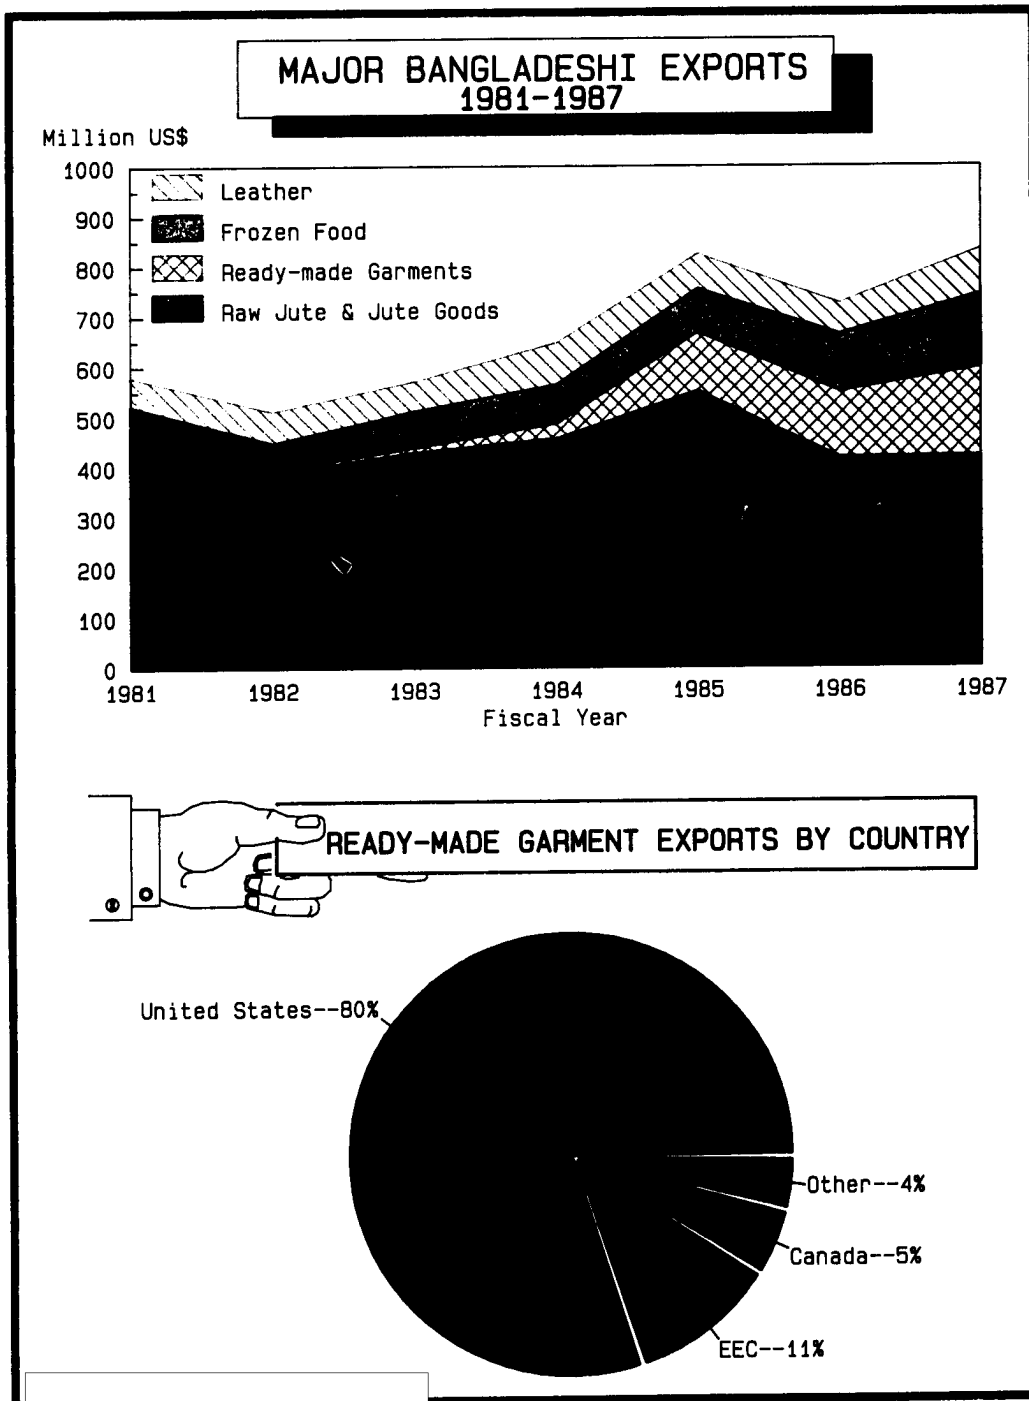 MAJOR BANGLADESHI EXPORTS
1981-1987
Million US$
1000
900
800
700
600
500
400
300
200
100
0
Leather
Frozen Food
Ready-made Garments
Raw Jute & Jute Goods
1981 1982 1983 1984 1985 1986 1987
Fiscal Year
READY-MADE GARMENT EXPORTS BY COUNTRY
United States--80%
Other--4%
Canada--5%
EEC--11%